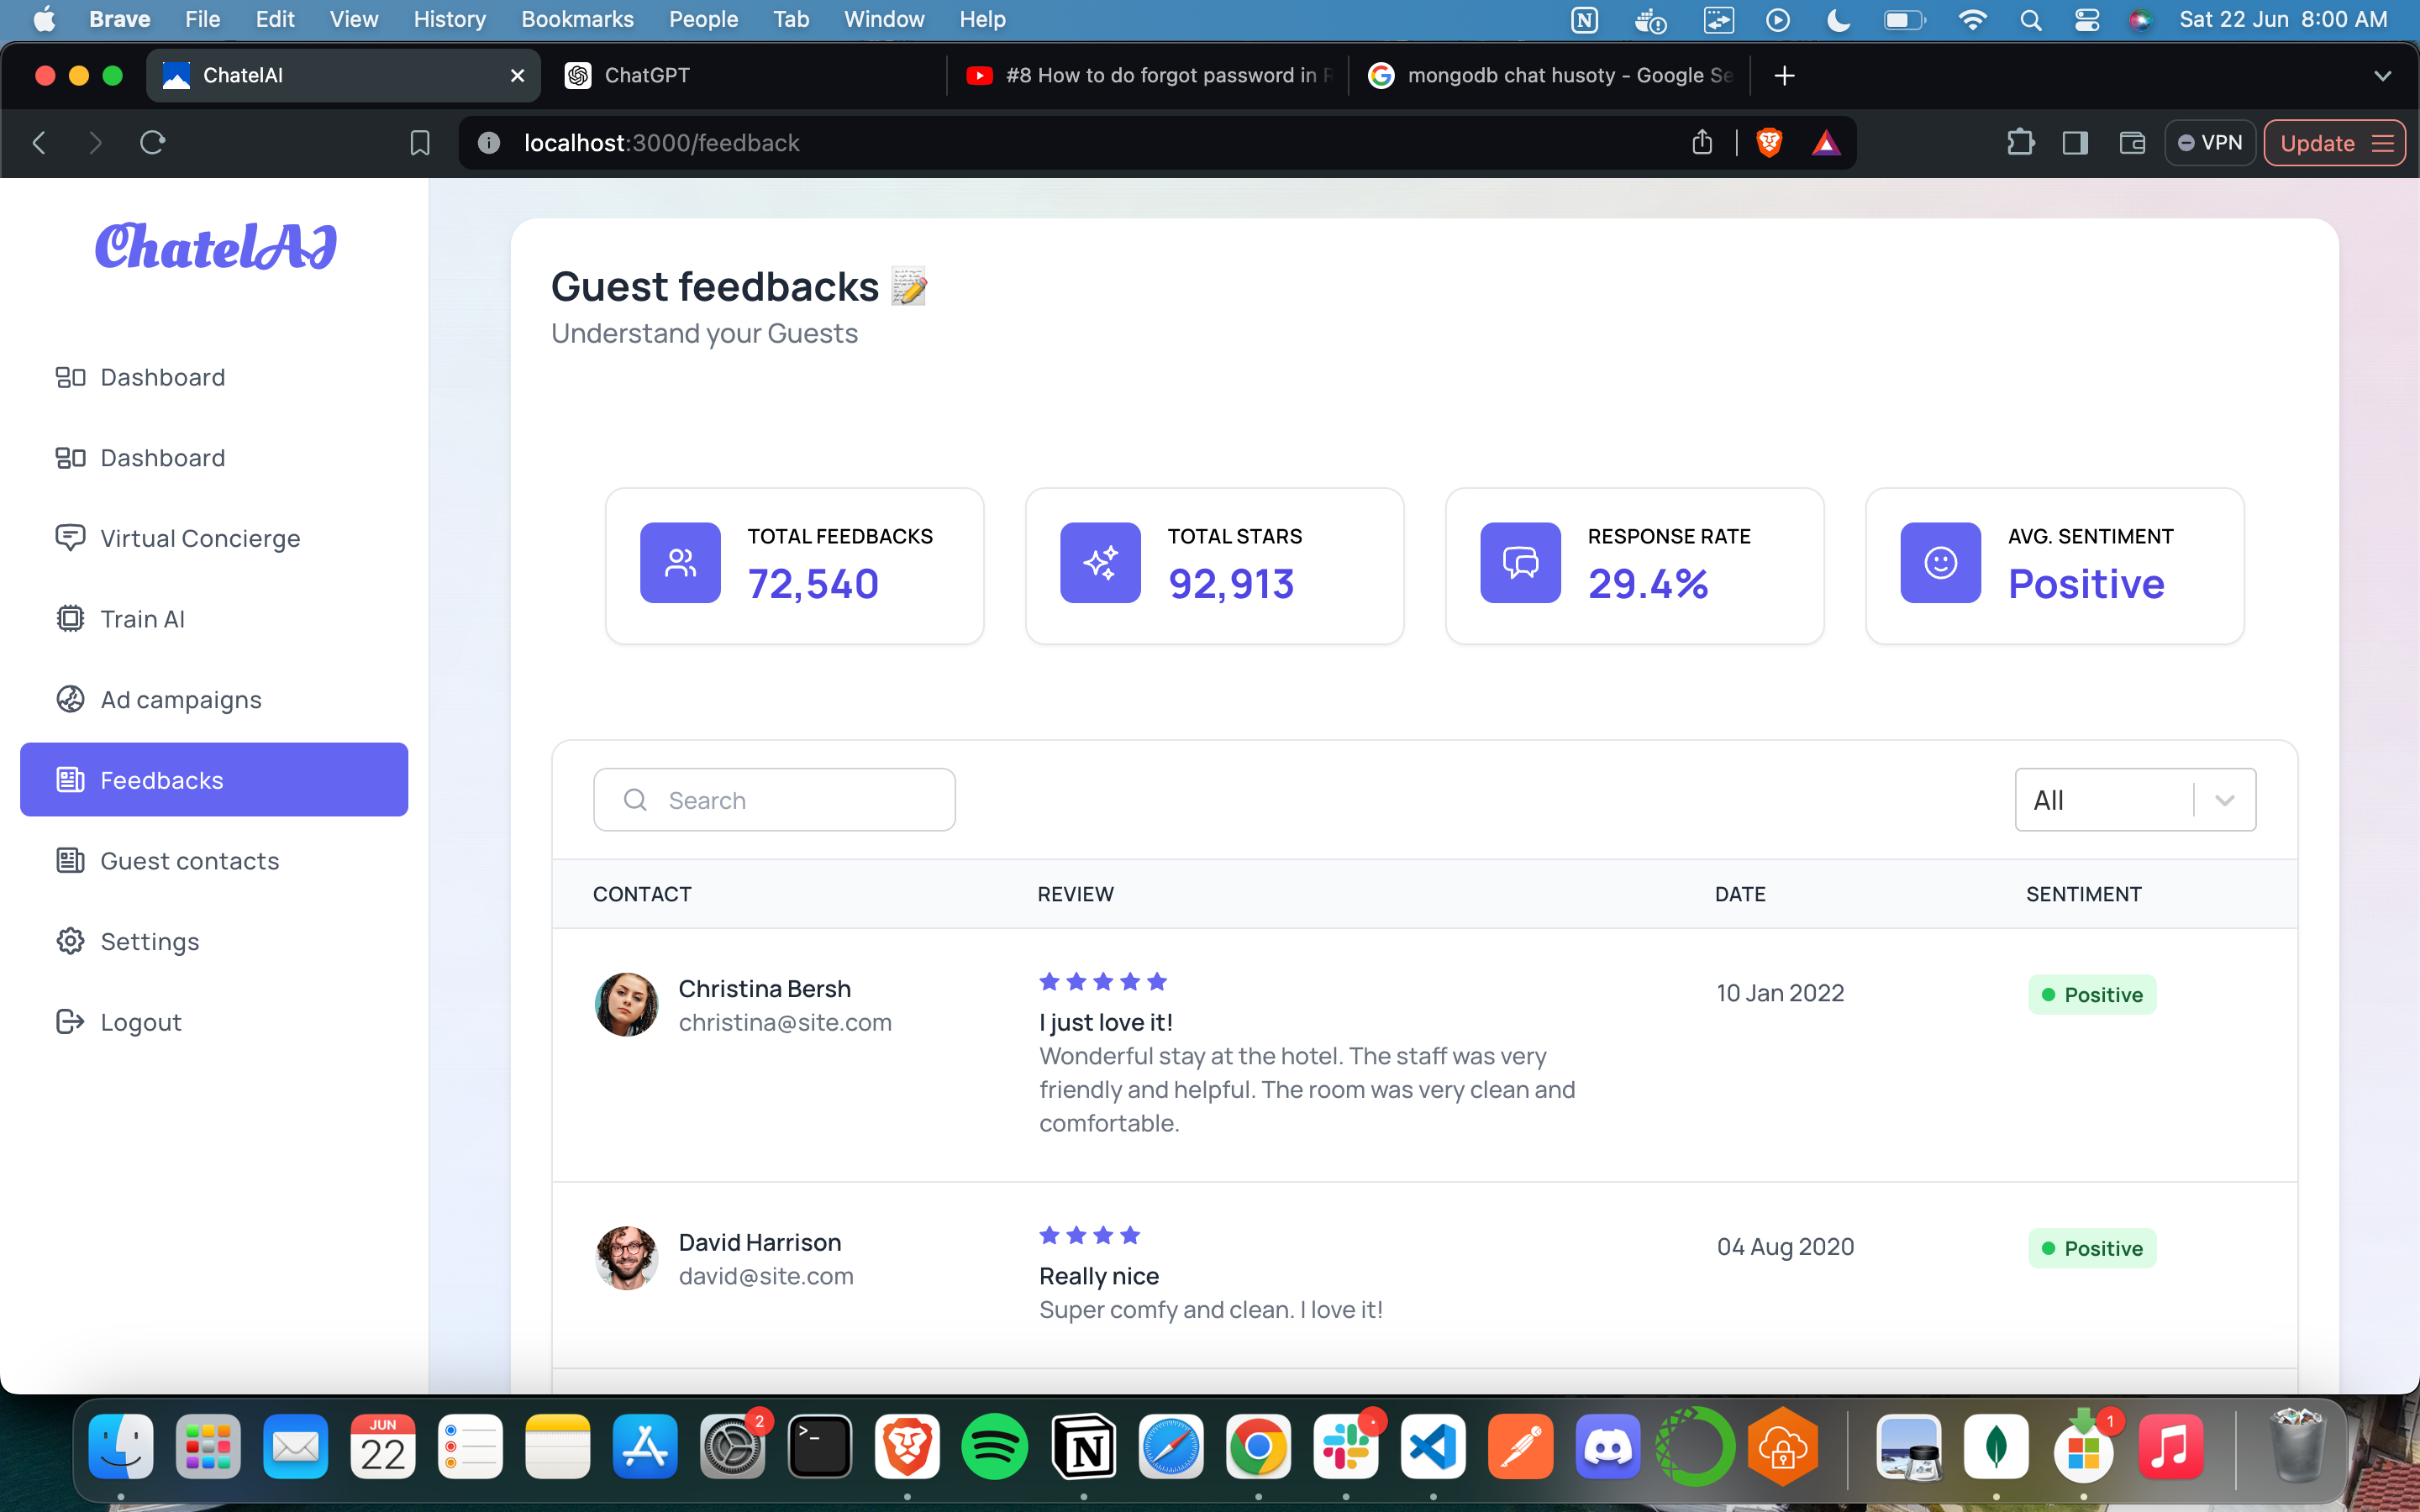 Brave File Edit View History Bookmarks People Tab Window Help Sat 22 Jun 8:00 AM
ChatelAI ChatGPT #8 How to do forgot password in mongodb chat husoty - Google Se
localhost:3000/feedback VPN Update
ChatelAI
Dashboard
Dashboard
Virtual Concierge
Train AI
Ad campaigns
Feedbacks
Guest contacts
Settings
Logout
Guest feedbacks
Understand your Guests
TOTAL FEEDBACKS
72,540
TOTAL STARS
92,913
RESPONSE RATE
29.4%
AVG. SENTIMENT
Positive
Search
All
CONTACT REVIEW DATE SENTIMENT
Christina Bersh
christina@site.com
I just love it!
Wonderful stay at the hotel. The staff was very
friendly and helpful. The room was very clean and
comfortable.
10 Jan 2022
Positive
David Harrison
david@site.com
Really nice
Super comfy and clean. I love it!
04 Aug 2020
Positive
JUN
22
2
1